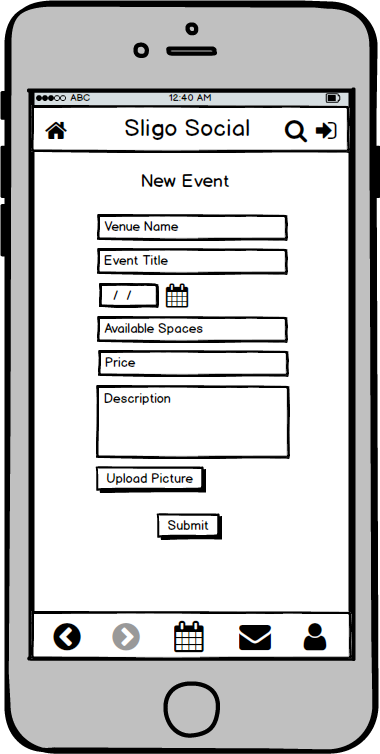 ABC 12:40 AM
Sligo Social
New Event
Venue Name
Event Title
/ /
Available Spaces
Price
Description
Upload Picture
Submit